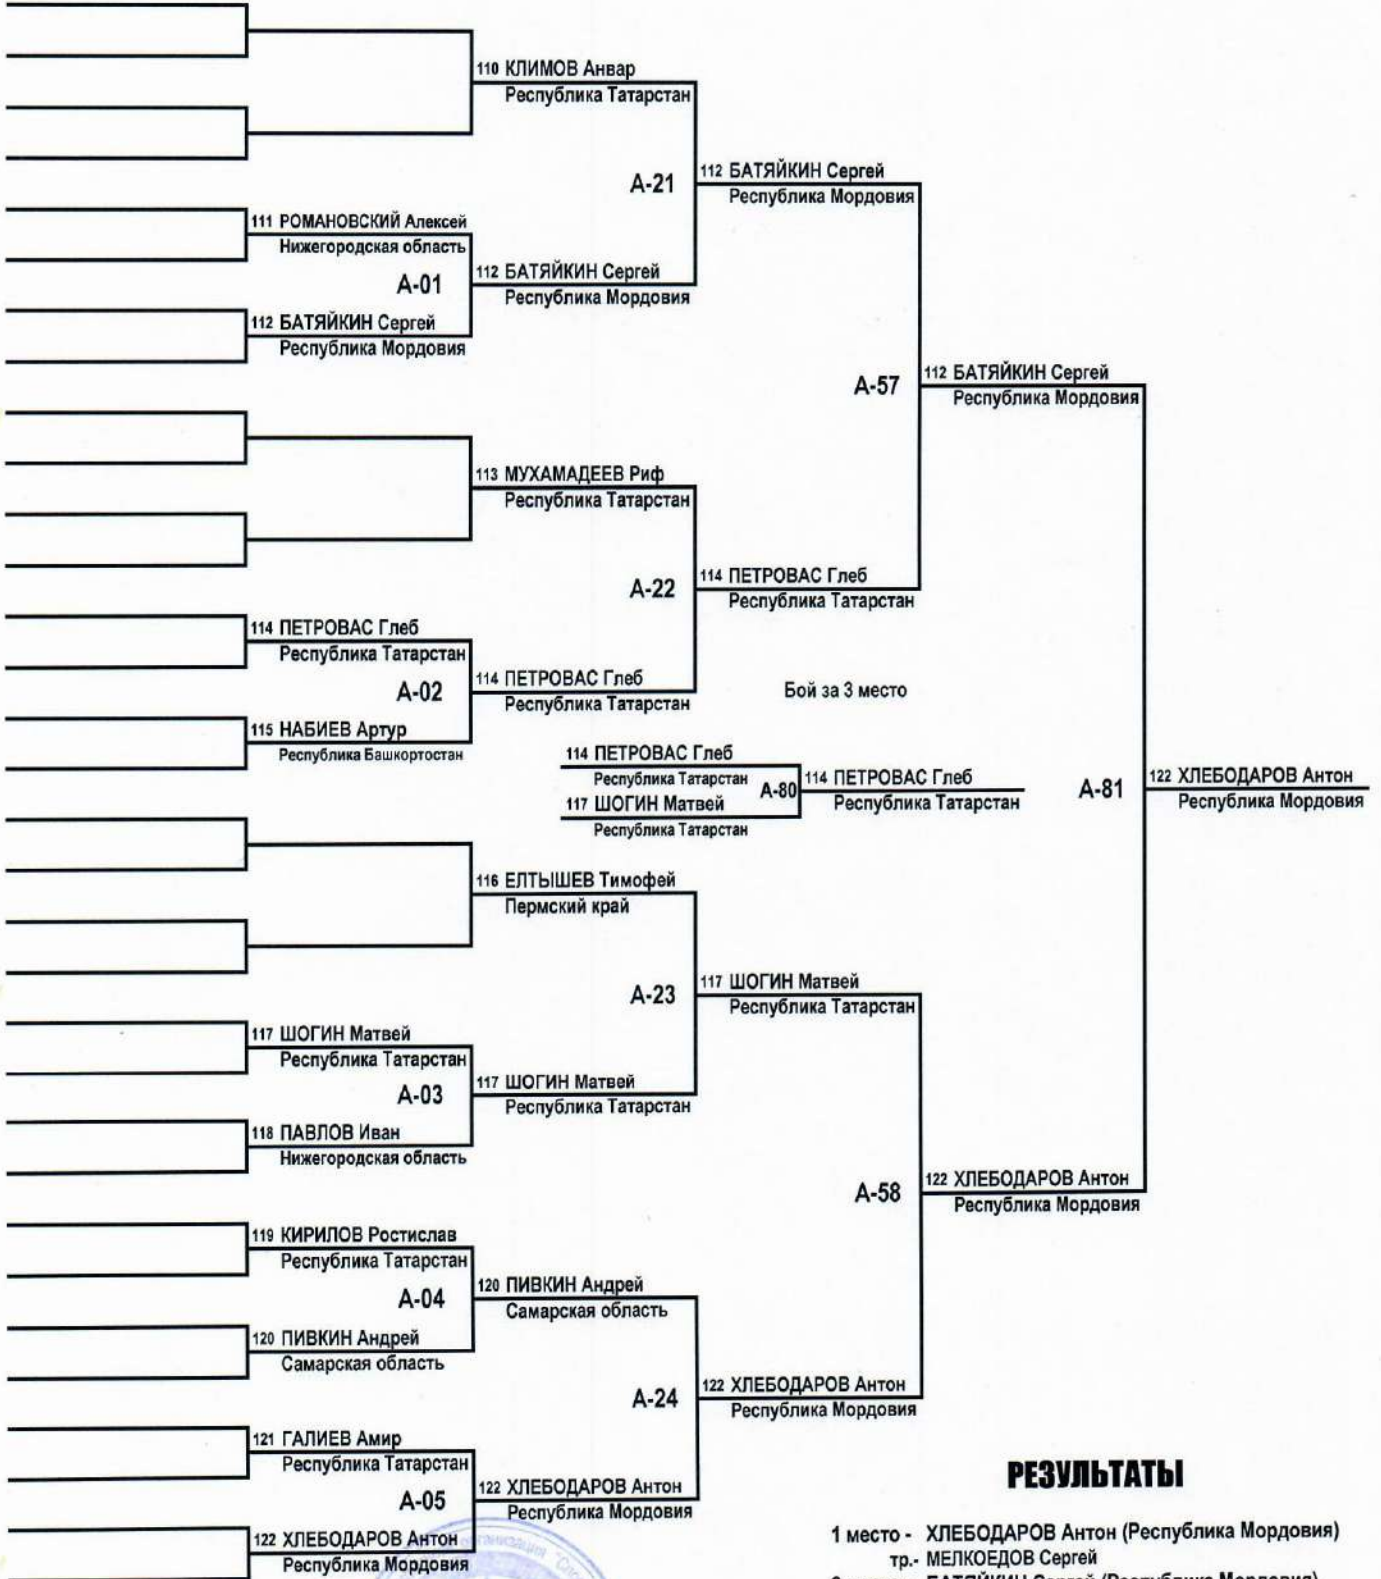 110 КЛИМОВ Анвар
Республика Татарстан
А-21
112 БАТЯЙКИН Сергей
Республика Мордовия
111 РОМАНОВСКИЙ Алексей
Нижегородская область
А-01
112 БАТЯЙКИН Сергей
Республика Мордовия
112 БАТЯЙКИН Сергей
Республика Мордовия
А-57
112 БАТЯЙКИН Сергей
Республика Мордовия
113 МУХАМАДЕЕВ Риф
Республика Татарстан
А-22
114 ПЕТРОВАС Глеб
Республика Татарстан
114 ПЕТРОВАС Глеб
Республика Татарстан
А-02
114 ПЕТРОВАС Глеб
Республика Татарстан
115 НАБИЕВ Артур
Республика Башкортостан
Бой за 3 место
114 ПЕТРОВАС Глеб
Республика Татарстан
А-80
117 ШОГИН Матвей
Республика Татарстан
114 ПЕТРОВАС Глеб
Республика Татарстан
А-81
122 ХЛЕБОДАРОВ Антон
Республика Мордовия
116 ЕЛТЫШЕВ Тимофей
Пермский край
А-23
117 ШОГИН Матвей
Республика Татарстан
117 ШОГИН Матвей
Республика Татарстан
А-03
117 ШОГИН Матвей
Республика Татарстан
118 ПАВЛОВ Иван
Нижегородская область
А-58
122 ХЛЕБОДАРОВ Антон
Республика Мордовия
119 КИРИЛОВ Ростислав
Республика Татарстан
А-04
120 ПИВКИН Андрей
Самарская область
120 ПИВКИН Андрей
Самарская область
А-24
122 ХЛЕБОДАРОВ Антон
Республика Мордовия
121 ГАЛИЕВ Амир
Республика Татарстан
А-05
122 ХЛЕБОДАРОВ Антон
Республика Мордовия
122 ХЛЕБОДАРОВ Антон
Республика Мордовия
РЕЗУЛЬТАТЫ
1 место - ХЛЕБОДАРОВ Антон (Республика Мордовия)
тр.- МЕЛКОЕДОВ Сергей
БАТЯЙКИН Сергей (Республика Мордовия)